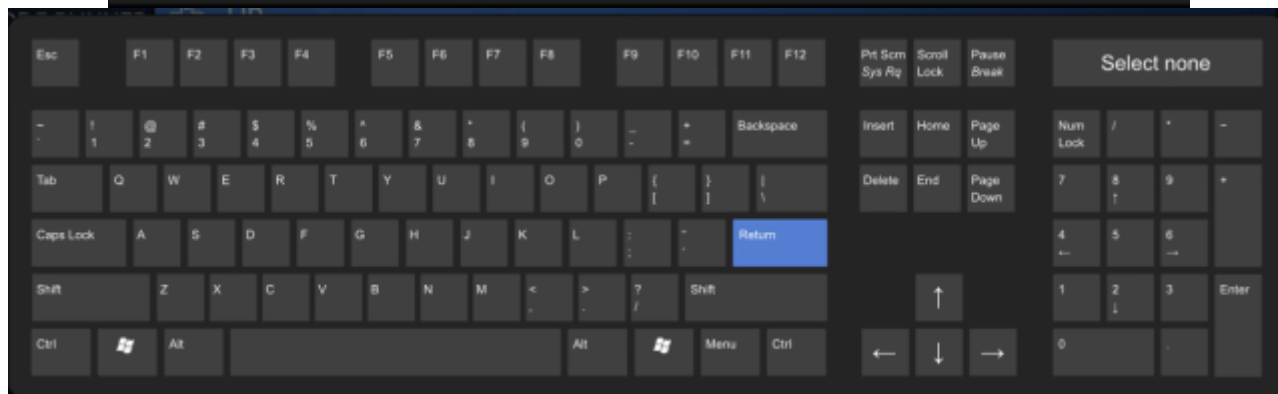 Esc F1 F2 F3 F4 F5 F6 F7 F8 F9 F10 F11 F12 Prt Scrn Scroll Pause Select none
Sys Rq Lock Break
~ ! @ # $ % ^ & * ( ) _ + Backspace Insert Home Page Num / * -
` 1 2 3 4 5 6 7 8 9 0 - = Up Lock
Tab Q W E R T Y U I O P { } | Delete End Page 7 8 9 +
[ ] \ Down ↑
Caps Lock A S D F G H J K L : " Return 4 5 6
; ' ← →
Shift Z X C V B N M < > ? Shift ↑ 1 2 3 Enter
, . / ↓
Ctrl Alt Alt Menu Ctrl ← ↓ → 0 .